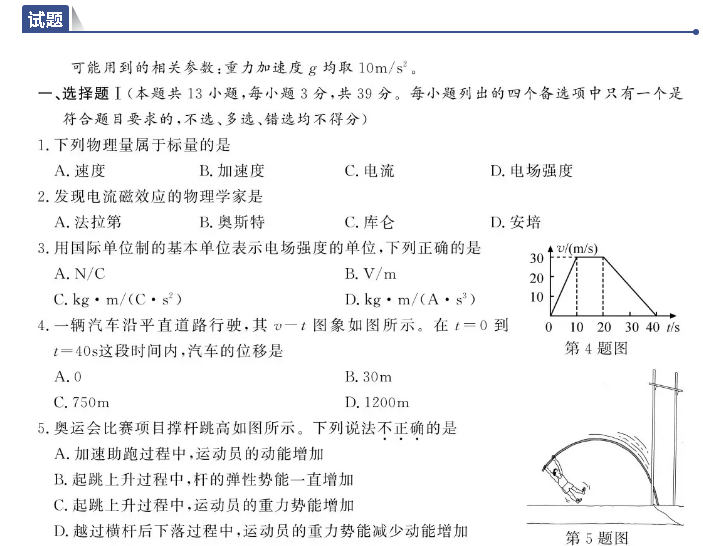 试题
可能用到的相关参数:重力加速度 g 均取 10m/s²。
一、选择题Ⅰ(本题共 13 小题,每小题 3 分,共 39 分。每小题列出的四个备选项中只有一个是
符合题目要求的,不选、多选、错选均不得分)
1. 下列物理量属于标量的是
A. 速度 B. 加速度 C. 电流 D. 电场强度
2. 发现电流磁效应的物理学家是
A. 法拉第 B. 奥斯特 C. 库仑 D. 安培
3. 用国际单位制的基本单位表示电场强度的单位,下列正确的是
A. N/C B. V/m
C. kg·m/(C·s²) D. kg·m/(A·s³)
4. 一辆汽车沿平直道路行驶,其 v-t 图象如图所示。在 t=0 到
t=40s这段时间内,汽车的位移是
A. 0 B. 30m
C. 750m D. 1200m
v/(m/s)
30
20
10
0 10 20 30 40 t/s
第 4 题图
5. 奥运会比赛项目撑杆跳高如图所示。下列说法不正确的是
A. 加速助跑过程中,运动员的动能增加
B. 起跳上升过程中,杆的弹性势能一直增加
C. 起跳上升过程中,运动员的重力势能增加
D. 越过横杆后下落过程中,运动员的重力势能减少动能增加
第 5 题图